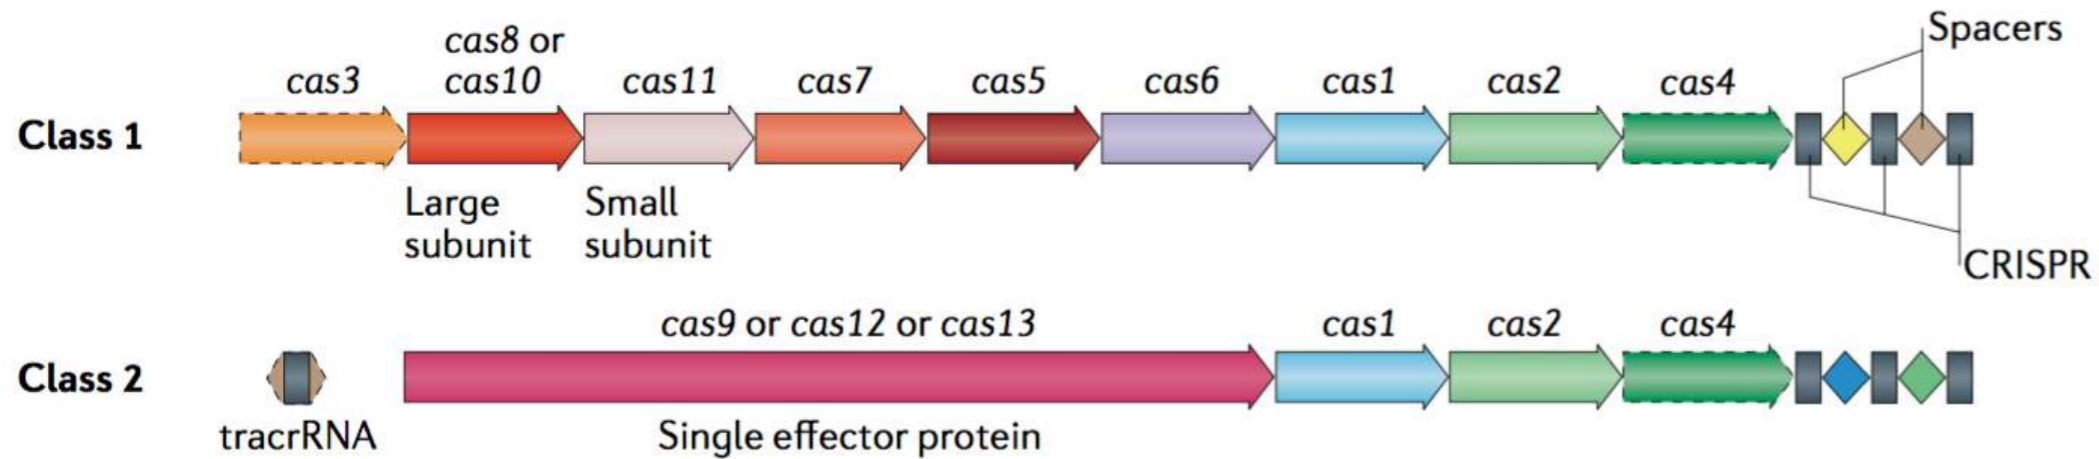 Spacers
cas8 or
cas3 cas10 cas11 cas7 cas5 cas6 cas1 cas2 cas4
Class 1
Large Small
subunit subunit
CRISPR
cas9 or cas12 or cas13 cas1 cas2 cas4
Class 2
tracrRNA Single effector protein